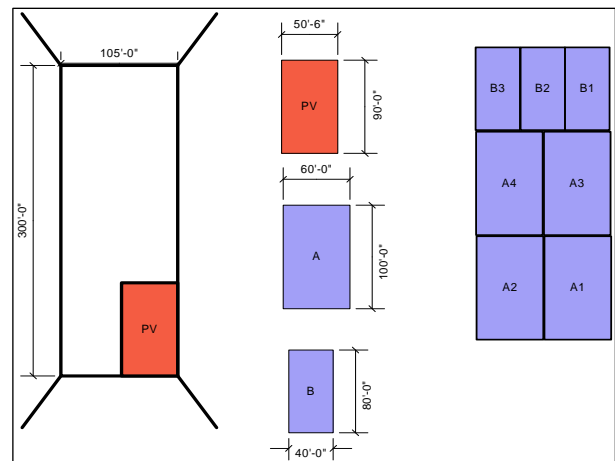 105'-0"
300'-0"
PV
50'-6"
PV
90'-0"
60'-0"
A
100'-0"
B
80'-0"
40'-0"
B3 B2 B1
A4 A3
A2 A1